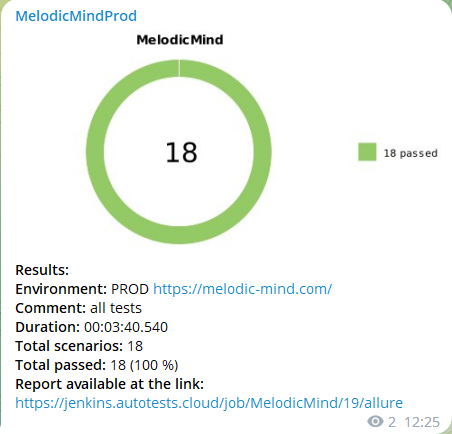 MelodicMindProd
MelodicMind
18
18 passed
Results:
Environment: PROD https://melodic-mind.com/
Comment: all tests
Duration: 00:03:40.540
Total scenarios: 18
Total passed: 18 (100 %)
Report available at the link:
https://jenkins.autotests.cloud/job/MelodicMind/19/allure
2 12:25